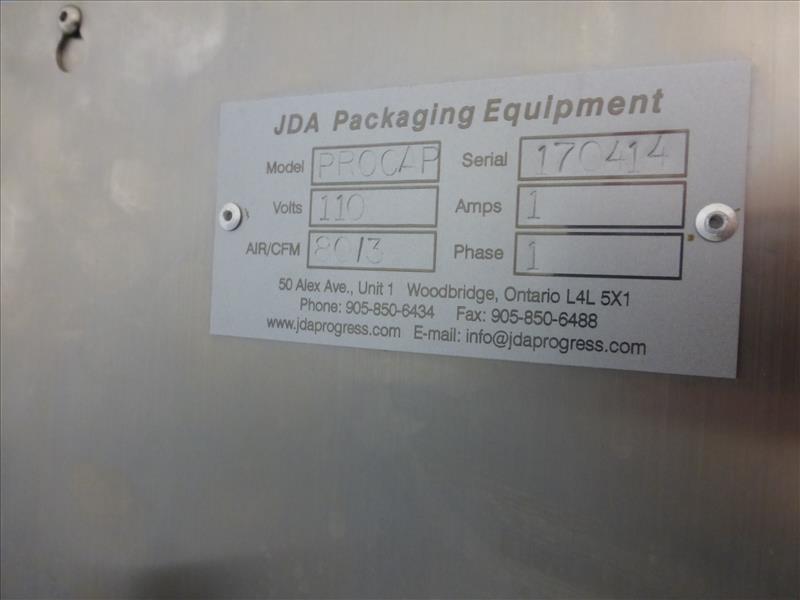 JDA Packaging Equipment
Model PROCAP Serial 170414
Volts 110 Amps 1
AIR/CFM 80/3 Phase 1
50 Alex Ave., Unit 1 Woodbridge, Ontario L4L 5X1
Phone: 905-850-6434 Fax: 905-850-6488
www.jdaprogress.com E-mail: info@jdaprogress.com